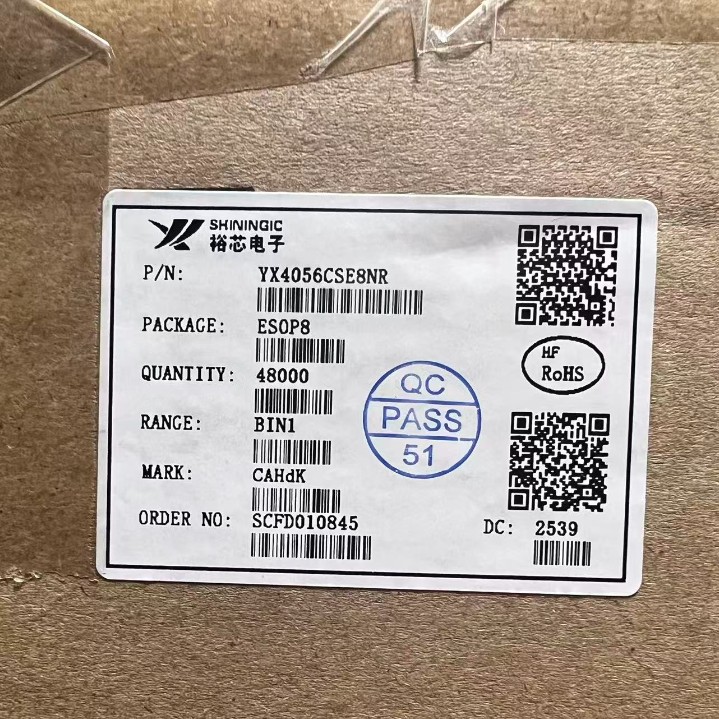 SHININGIC
裕芯电子
P/N: YX4056CSE8NR
PACKAGE: ESOP8
HF
RoHS
QUANTITY: 48000
QC
PASS
51
RANGE: BIN1
MARK: CAHdK
ORDER NO: SCFD010845
DC: 2539